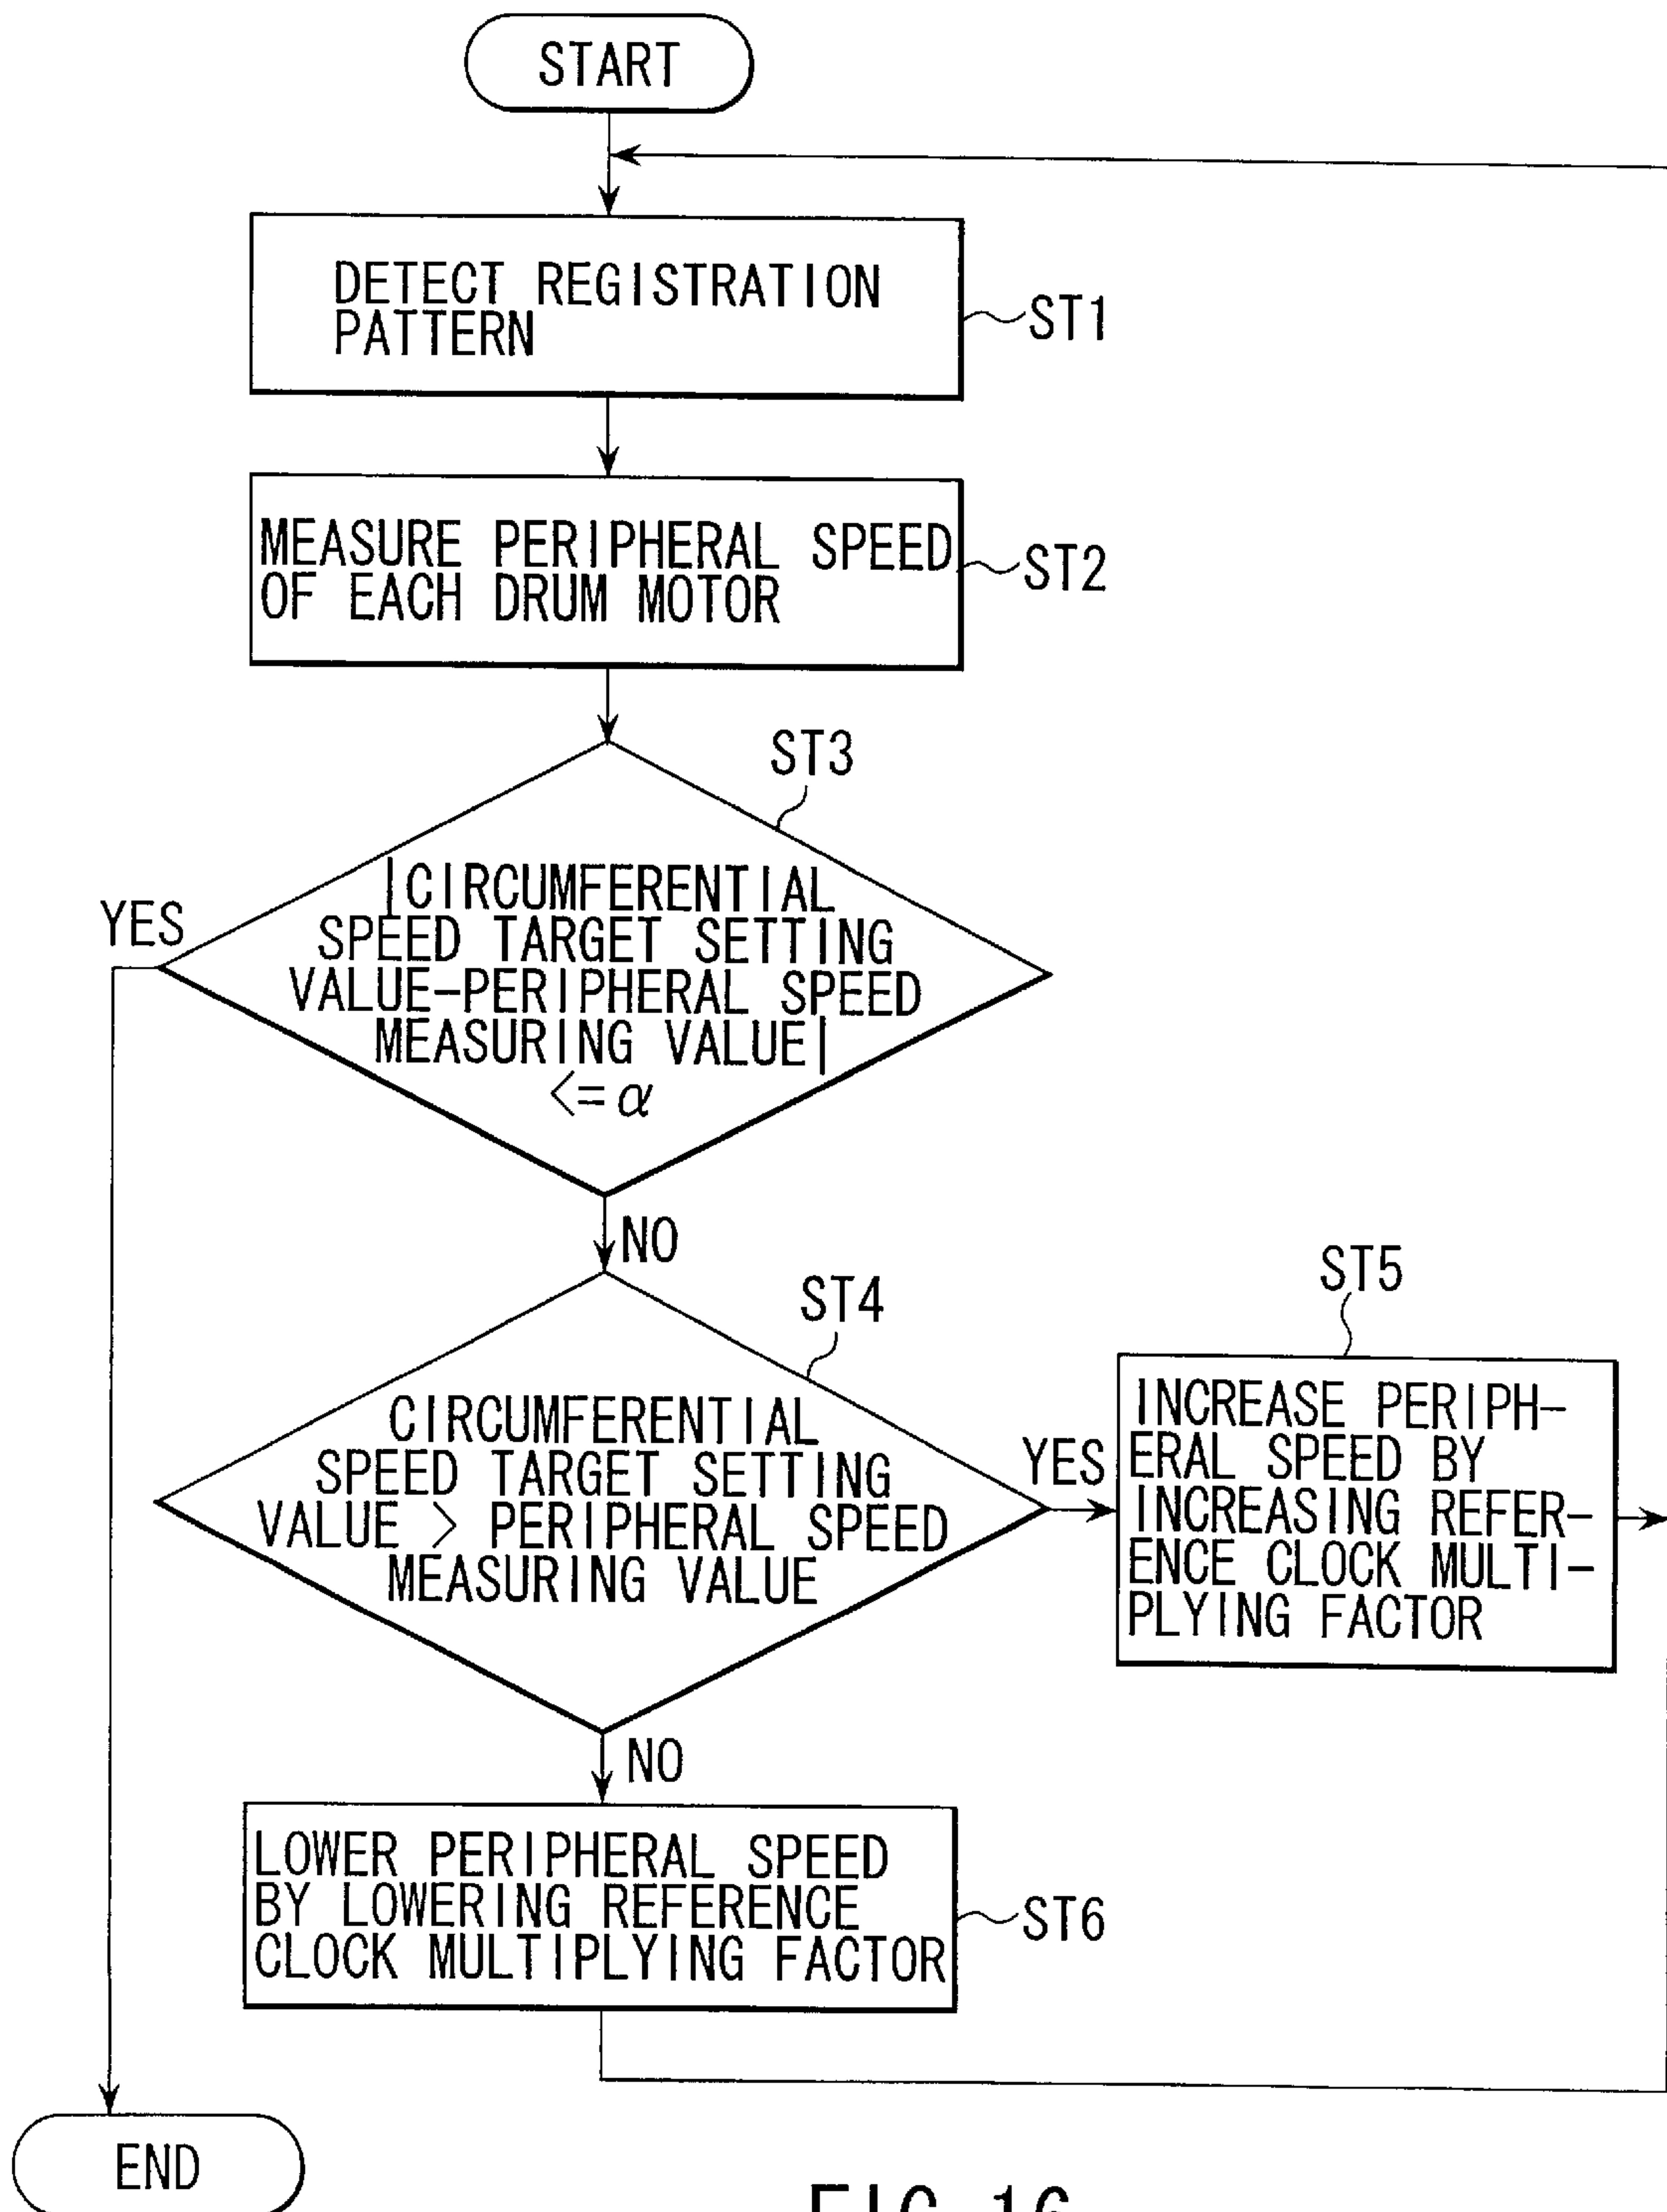 START
DETECT REGISTRATION
PATTERN
ST1
MEASURE PERIPHERAL SPEED
OF EACH DRUM MOTOR
ST2
ST3
|CIRCUMFERENTIAL
SPEED TARGET SETTING
VALUE-PERIPHERAL SPEED
MEASURING VALUE|
<=α
YES
NO
ST4
CIRCUMFERENTIAL
SPEED TARGET SETTING
VALUE > PERIPHERAL SPEED
MEASURING VALUE
YES
ST5
INCREASE PERIPH-
ERAL SPEED BY
INCREASING REFER-
ENCE CLOCK MULTI-
PLYING FACTOR
NO
LOWER PERIPHERAL SPEED
BY LOWERING REFERENCE
CLOCK MULTIPLYING FACTOR
ST6
END
FIG. 16